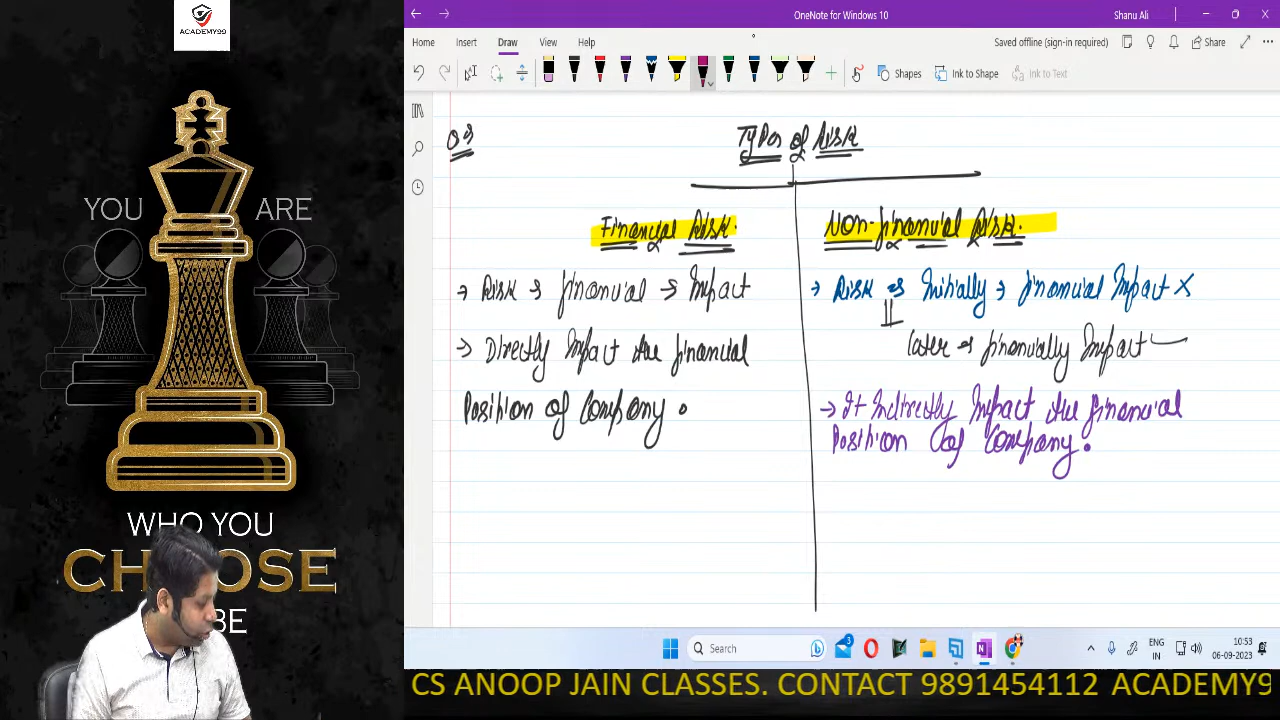 ACADEMY99
YOU ARE
WHO YOU
CHOOSE
BE
OneNote for Windows 10
Shanu Ali
Home Insert Draw View Help
Saved offline (sign-in required)
Share
Shapes
Ink to Shape
Ink to Text
Types of Risk
Financial Risk.
→ Risk → financial → Impact
→ Directly Impact the financial
Position of Company.
Non-financial Risk.
→ Risk → Initially → financial Impact X
Later → financially Impact
→ It Indirectly Impact the financial
Position of Company.
Search
3
ENG
IN
10:53
06-09-2023
CS ANOOP JAIN CLASSES. CONTACT 9891454112 ACADEMY9